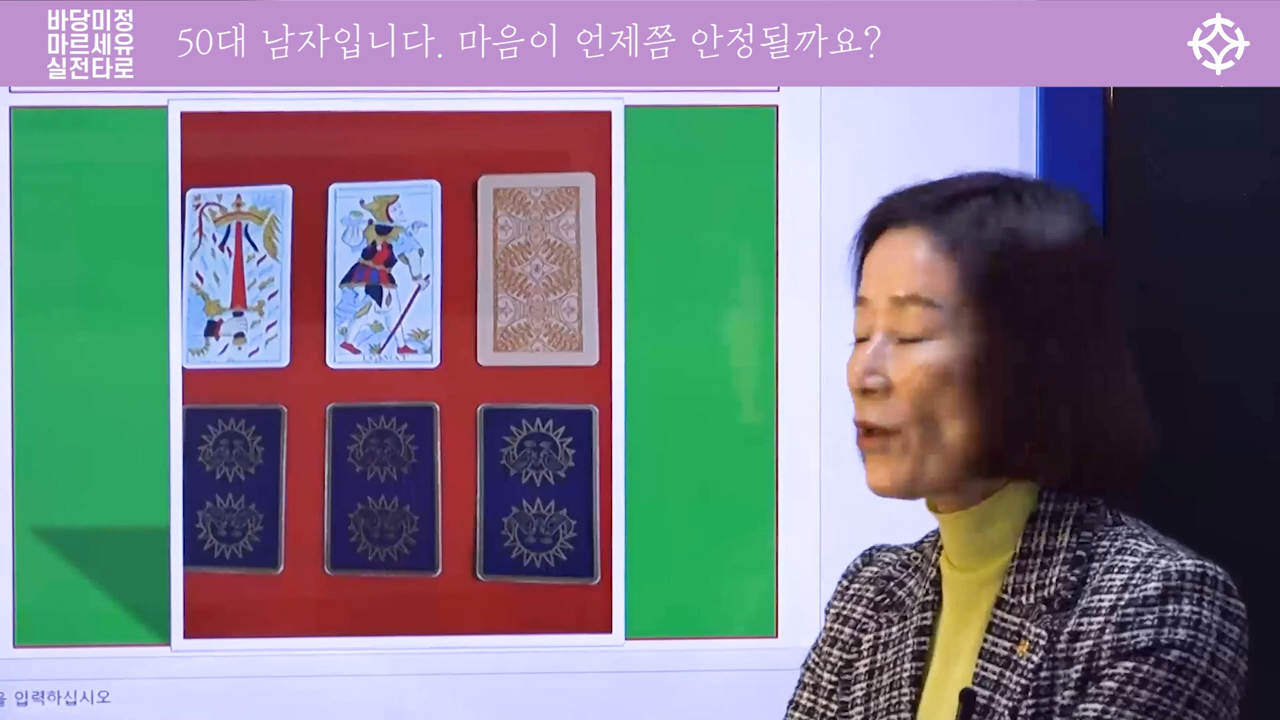 바당미정
마르세유
실전타로
50대 남자입니다. 마음이 언제쯤 안정될까요?
입력하십시오